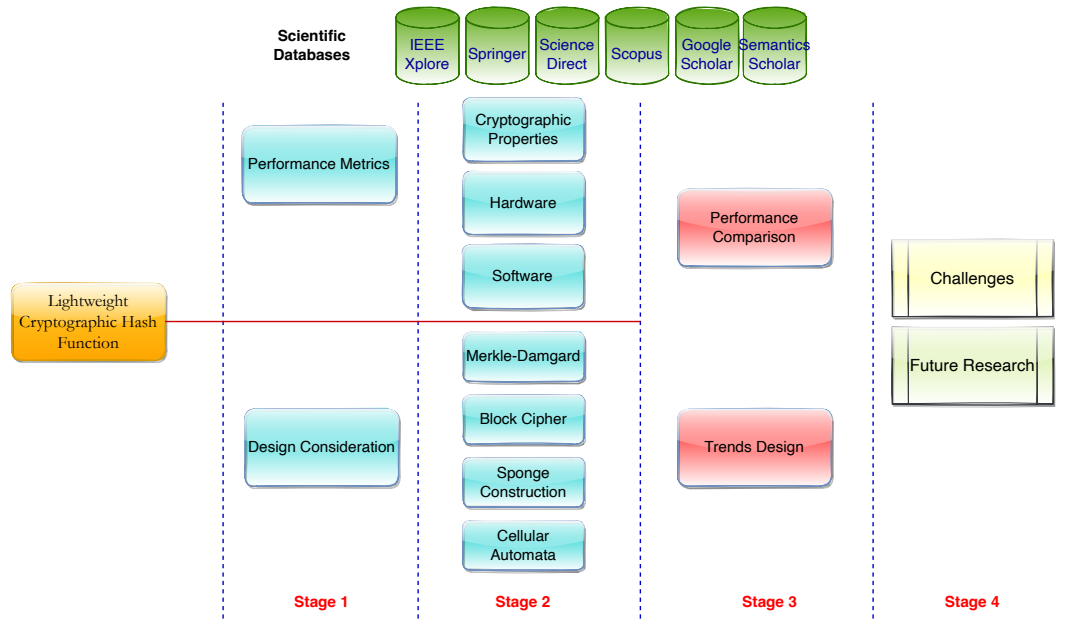 Scientific
Databases
IEEE
Xplore
Springer
Science
Direct
Scopus
Google
Scholar
Semantics
Scholar
Lightweight
Cryptographic Hash
Function
Performance Metrics
Design Consideration
Cryptographic
Properties
Hardware
Software
Merkle-Damgard
Block Cipher
Sponge
Construction
Cellular
Automata
Performance
Comparison
Trends Design
Challenges
Future Research
Stage 1
Stage 2
Stage 3
Stage 4